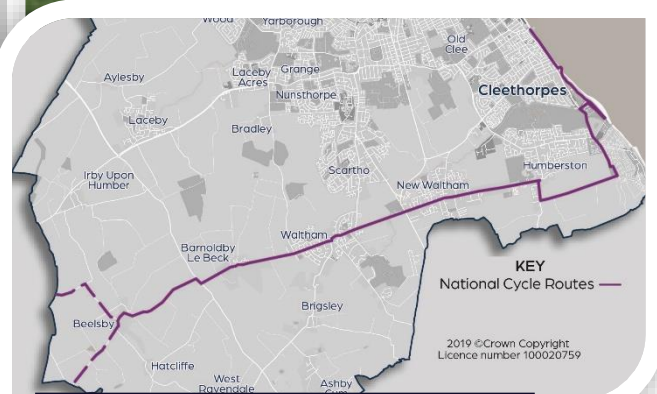 Wood
Yarborough
Old
Clee
Aylesby
Laceby
Acres
Grange
Nunsthorpe
Cleethorpes
Laceby
Bradley
Irby Upon
Humber
Scartho
Humberston
New Waltham
Waltham
Barnoldby
Le Beck
KEY
National Cycle Routes
Beelsby
Brigsley
2019 ©Crown Copyright
Licence number 100020759
Hatcliffe
West
Ravendale
Ashby